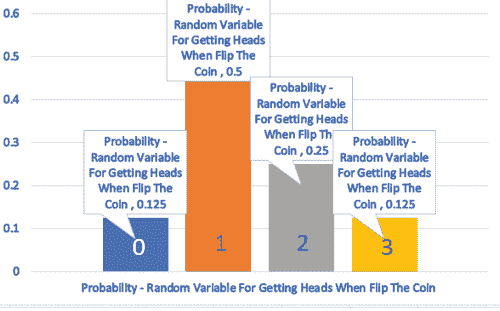 0.6
0.5
0.4
0.3
0.2
0.1
0
Probability -
Random Variable
For Getting Heads
When Flip The
Coin , 0.125
0
Probability -
Random Variable
For Getting Heads
When Flip The
Coin , 0.5
1
Probability -
Random Variable
For Getting Heads
When Flip The
Coin , 0.25
2
Probability -
Random Variable
For Getting Heads
When Flip The
Coin , 0.125
3
Probability - Random Variable For Getting Heads When Flip The Coin